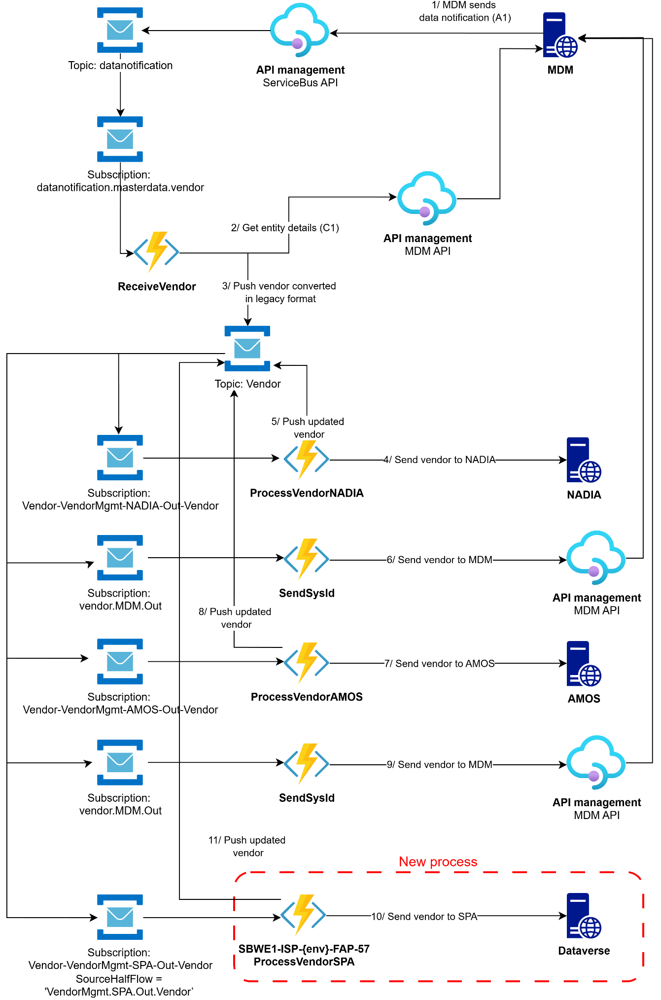 1/ MDM sends
data notification (A1)
Topic: datanotification
API management
ServiceBus API
MDM
Subscription:
datanotification.masterdata.vendor
2/ Get entity details (C1)
API management
MDM API
ReceiveVendor
3/ Push vendor converted
in legacy format
Topic: Vendor
5/ Push updated
vendor
4/ Send vendor to NADIA
Subscription:
Vendor-VendorMgmt-NADIA-Out-Vendor
ProcessVendorNADIA
NADIA
6/ Send vendor to MDM
Subscription:
vendor.MDM.Out
SendSysId
API management
MDM API
8/ Push updated
vendor
7/ Send vendor to AMOS
Subscription:
Vendor-VendorMgmt-AMOS-Out-Vendor
ProcessVendorAMOS
AMOS
9/ Send vendor to MDM
Subscription:
vendor.MDM.Out
SendSysId
API management
MDM API
11/ Push updated
vendor
New process
10/ Send vendor to SPA
Subscription:
Vendor-VendorMgmt-SPA-Out-Vendor
SourceHalfFlow =
'VendorMgmt.SPA.Out.Vendor’
SBWE1-ISP-{env}-FAP-57
ProcessVendorSPA
Dataverse